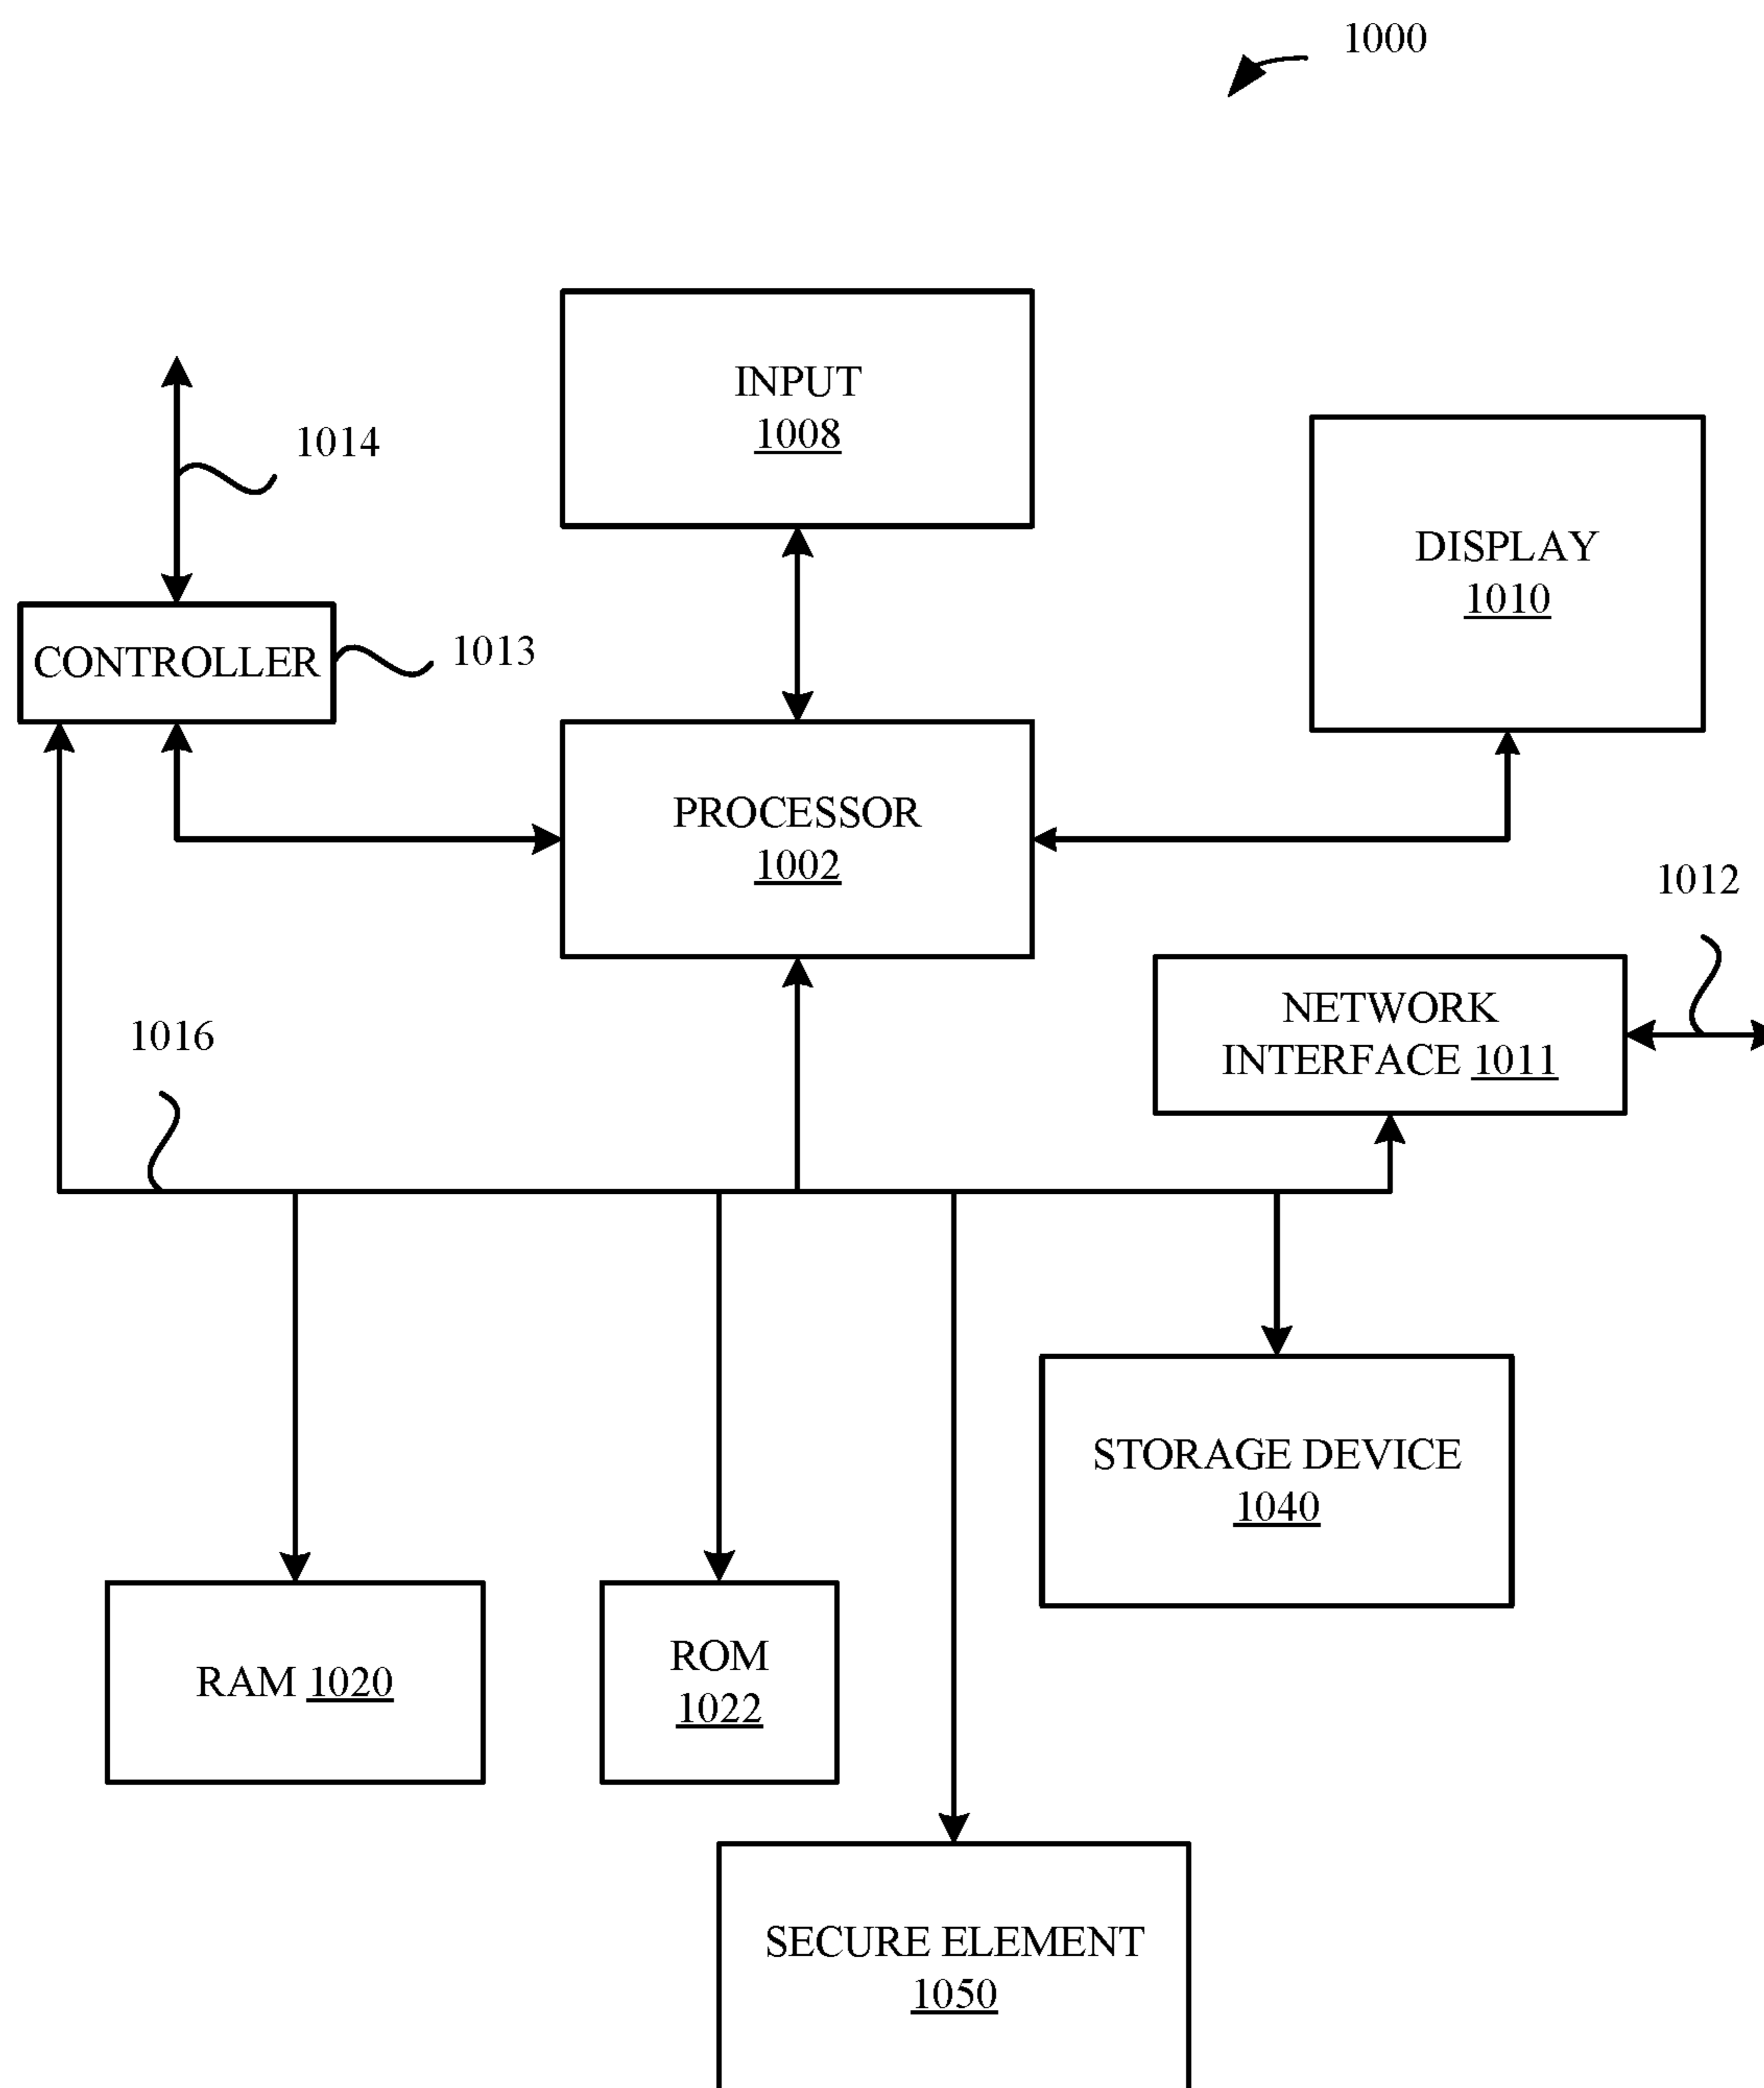 1000
INPUT
1008
1014
DISPLAY
1010
CONTROLLER
1013
PROCESSOR
1002
1012
NETWORK
INTERFACE 1011
1016
STORAGE DEVICE
1040
RAM 1020
ROM
1022
SECURE ELEMENT
1050